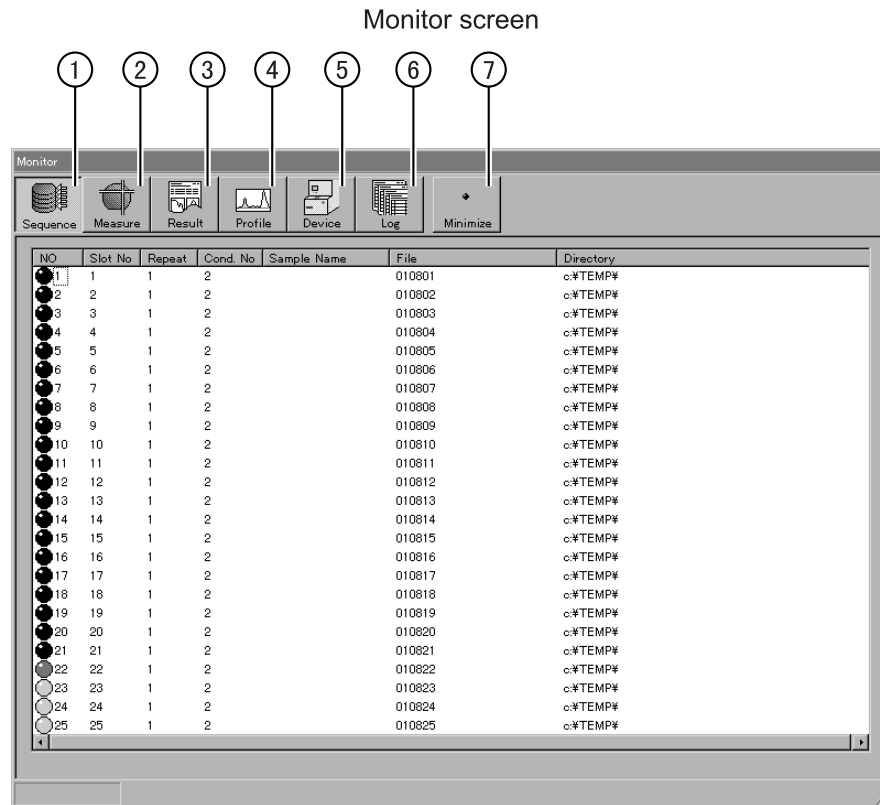 Monitor screen
1 2 3 4 5 6 7
Monitor
Sequence Measure Result Profile Device Log Minimize
NO Slot No Repeat Cond. No Sample Name File Directory
1 1 1 2 010801 c:¥TEMP¥
2 2 1 2 010802 c:¥TEMP¥
3 3 1 2 010803 c:¥TEMP¥
4 4 1 2 010804 c:¥TEMP¥
5 5 1 2 010805 c:¥TEMP¥
6 6 1 2 010806 c:¥TEMP¥
7 7 1 2 010807 c:¥TEMP¥
8 8 1 2 010808 c:¥TEMP¥
9 9 1 2 010809 c:¥TEMP¥
10 10 1 2 010810 c:¥TEMP¥
11 11 1 2 010811 c:¥TEMP¥
12 12 1 2 010812 c:¥TEMP¥
13 13 1 2 010813 c:¥TEMP¥
14 14 1 2 010814 c:¥TEMP¥
15 15 1 2 010815 c:¥TEMP¥
16 16 1 2 010816 c:¥TEMP¥
17 17 1 2 010817 c:¥TEMP¥
18 18 1 2 010818 c:¥TEMP¥
19 19 1 2 010819 c:¥TEMP¥
20 20 1 2 010820 c:¥TEMP¥
21 21 1 2 010821 c:¥TEMP¥
22 22 1 2 010822 c:¥TEMP¥
23 23 1 2 010823 c:¥TEMP¥
24 24 1 2 010824 c:¥TEMP¥
25 25 1 2 010825 c:¥TEMP¥